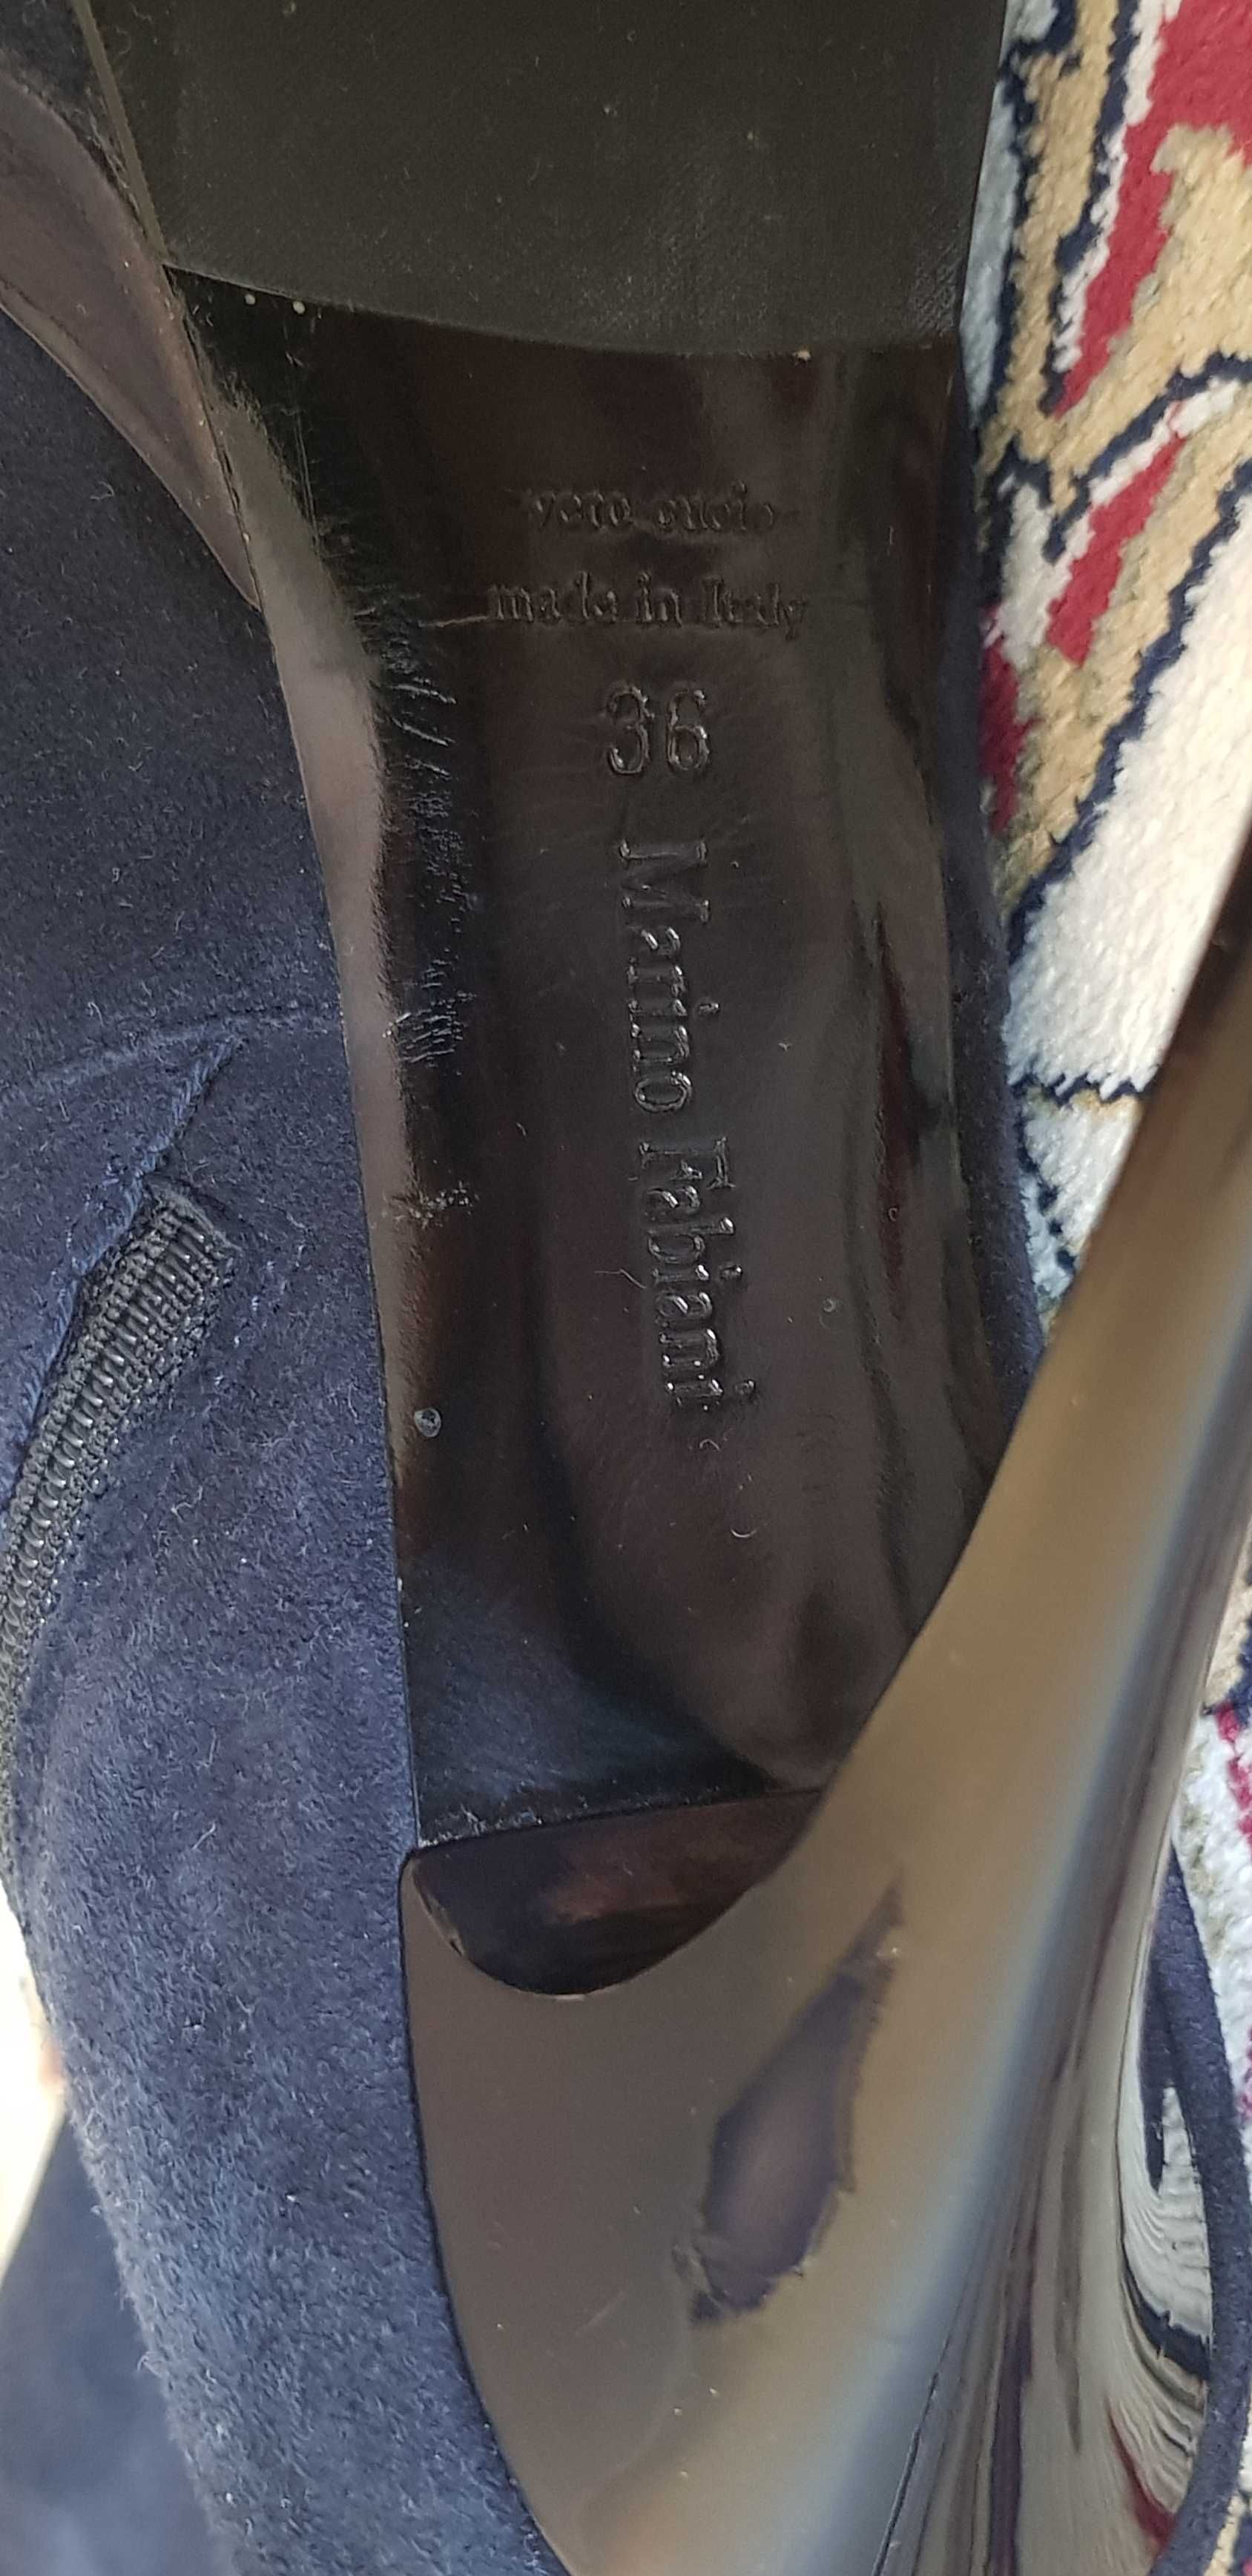 vero cuoio
made in Italy
36
Marino Fabiani